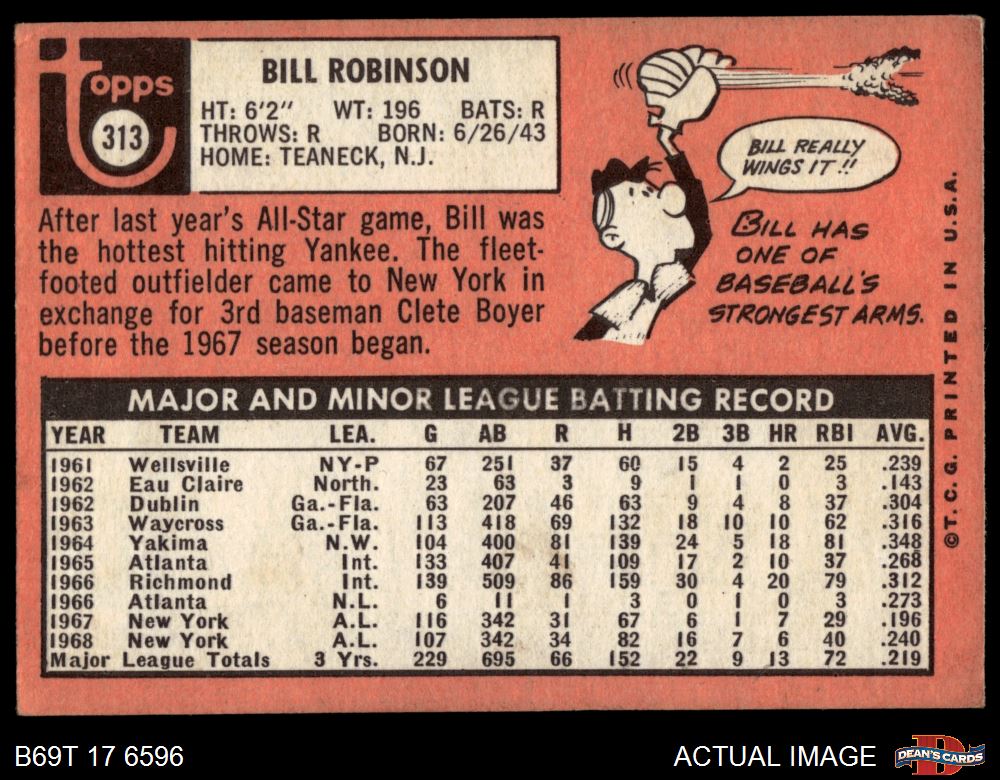 topps
313
BILL ROBINSON
HT: 6'2" WT: 196 BATS: R
THROWS: R BORN: 6/26/43
HOME: TEANECK, N.J.
After last year's All-Star game, Bill was
the hottest hitting Yankee. The fleet-
footed outfielder came to New York in
exchange for 3rd baseman Clete Boyer
before the 1967 season began.
BILL REALLY
WINGS IT!!
BILL HAS
ONE OF
BASEBALL'S
STRONGEST ARMS.
©T. C. G. PRINTED IN U.S.A.
MAJOR AND MINOR LEAGUE BATTING RECORD
YEAR TEAM LEA. G AB R H 2B 3B HR RBI AVG.
1961 Wellsville NY-P 67 251 37 60 15 4 2 25 .239
1962 Eau Claire North. 23 63 3 9 1 1 0 3 .143
1962 Dublin Ga.-Fla. 63 207 46 63 9 4 8 37 .304
1963 Waycross Ga.-Fla. 113 418 69 132 18 10 10 62 .316
1964 Yakima N.W. 104 400 81 139 24 5 18 81 .348
1965 Atlanta Int. 133 407 41 109 17 2 10 37 .268
1966 Richmond Int. 139 509 86 159 30 4 20 79 .312
1966 Atlanta N.L. 6 11 1 3 0 1 0 3 .273
1967 New York A.L. 116 342 31 67 6 1 7 29 .196
1968 New York A.L. 107 342 34 82 16 7 6 40 .240
Major League Totals 3 Yrs. 229 695 66 152 22 9 13 72 .219
B69T 17 6596
ACTUAL IMAGE
D
DEAN'S CARDS